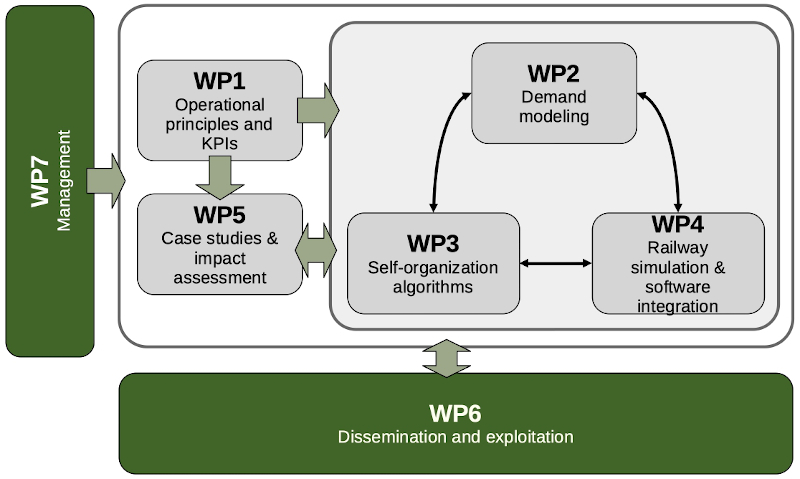 WP7
Management
WP1
Operational
principles and
KPIs
WP5
Case studies &
impact
assessment
WP2
Demand
modeling
WP3
Self-organization
algorithms
WP4
Railway
simulation &
software
integration
WP6
Dissemination and exploitation